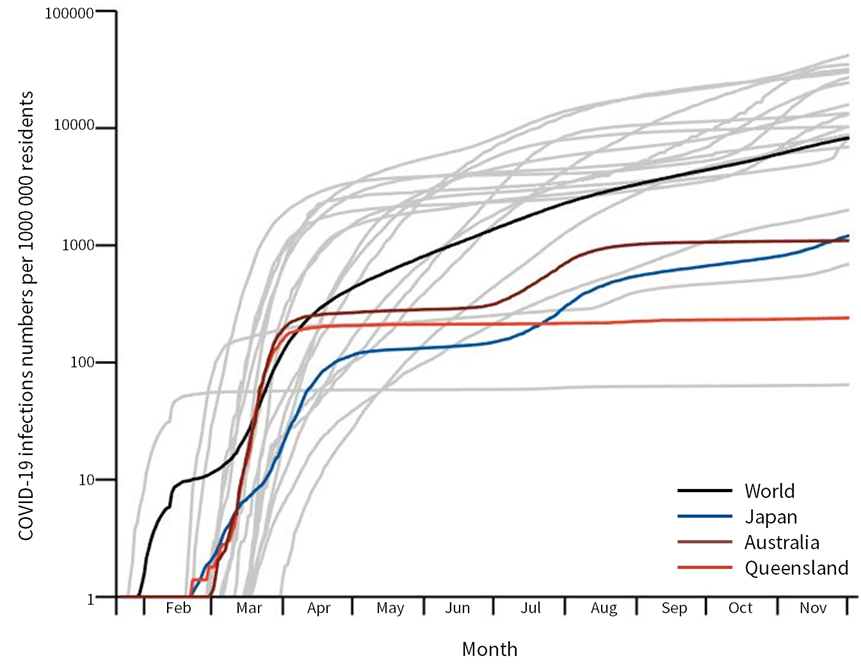 COVID-19 infections numbers per 1000 000 residents
100000
10000
1000
100
10
1
Feb Mar Apr May Jun Jul Aug Sep Oct Nov
Month
World
Japan
Australia
Queensland